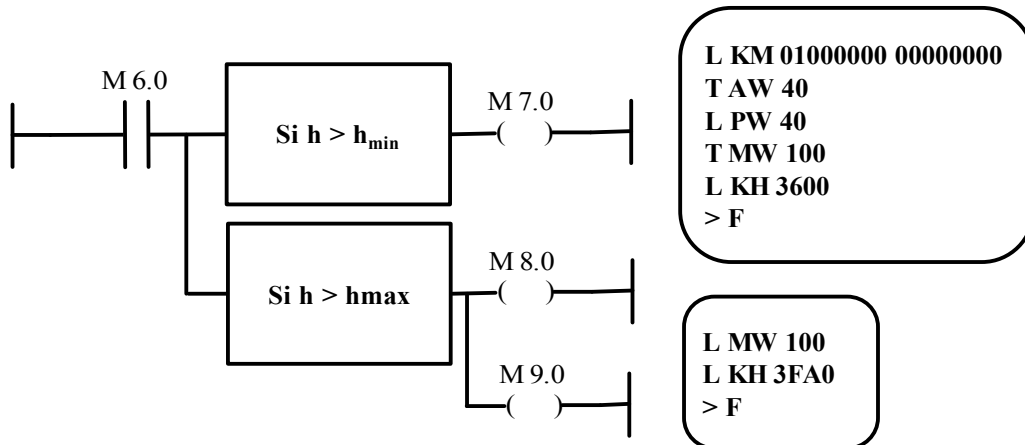 M 6.0
Si h > hmin
M 7.0
L KM 01000000 00000000
T AW 40
L PW 40
T MW 100
L KH 3600
> F
Si h > hmax
M 8.0
( )
M 9.0
( )
L MW 100
L KH 3FA0
> F